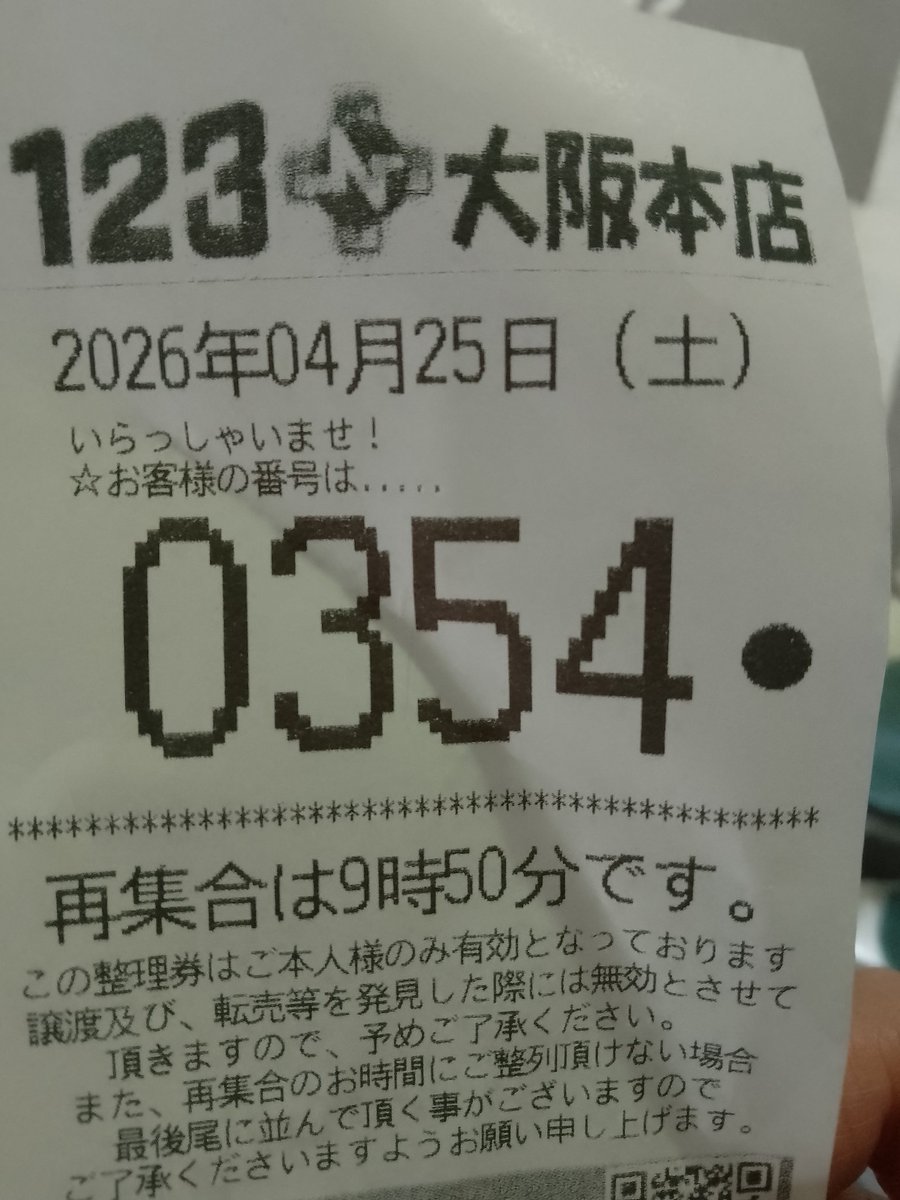 123 N 大阪本店
2026年04月25日（土）
いらっしゃいませ！
☆お客様の番号は.....
0354●
******************************************
再集合は9時50分です。
この整理券はご本人様のみ有効となっております
譲渡及び、転売等を発見した際には無効とさせて
頂きますので、予めご了承ください。
また、再集合のお時間にご整列頂けない場合
最後尾に並んで頂く事がございますので
ご了承くださいますようお願い申し上げます。